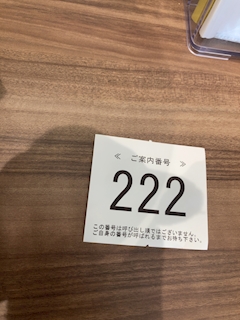 ≪ ご案内番号 ≫
222
この番号は呼び出し順ではございません。
ご自身の番号が呼ばれるまでお待ち下さい。